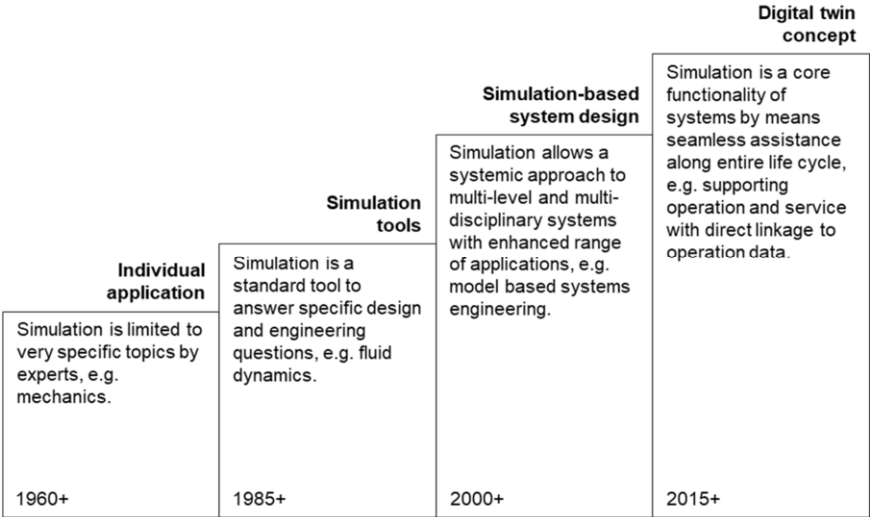 Digital twin
concept
Simulation is a core
functionality of
systems by means
seamless assistance
along entire life cycle,
e.g. supporting
operation and service
with direct linkage to
operation data.
2015+
Simulation-based
system design
Simulation allows a
systemic approach to
multi-level and multi-
disciplinary systems
with enhanced range
of applications, e.g.
model based systems
engineering.
2000+
Simulation
tools
Simulation is a
standard tool to
answer specific design
and engineering
questions, e.g. fluid
dynamics.
1985+
Individual
application
Simulation is limited to
very specific topics by
experts, e.g.
mechanics.
1960+